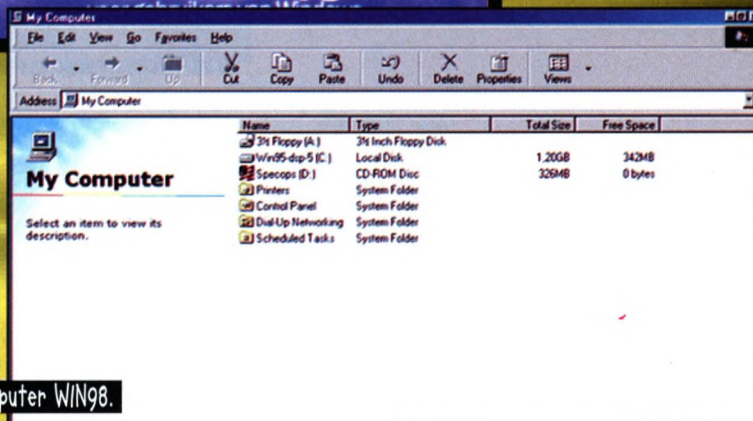 voor gebruikers van Windows
My Computer
File Edit View Go Favorites Help
Back Forward Up Cut Copy Paste Undo Delete Properties Views
Address My Computer
Name Type Total Size Free Space
3½ Floppy (A:) 3½ Inch Floppy Disk
Win95-dsp-5 (C:) Local Disk 1,20GB 342MB
Specops (D:) CD-ROM Disc 326MB 0 bytes
Printers System Folder
Control Panel System Folder
Dial-Up Networking System Folder
Scheduled Tasks System Folder
My Computer
Select an item to view its
description.
puter WIN98.